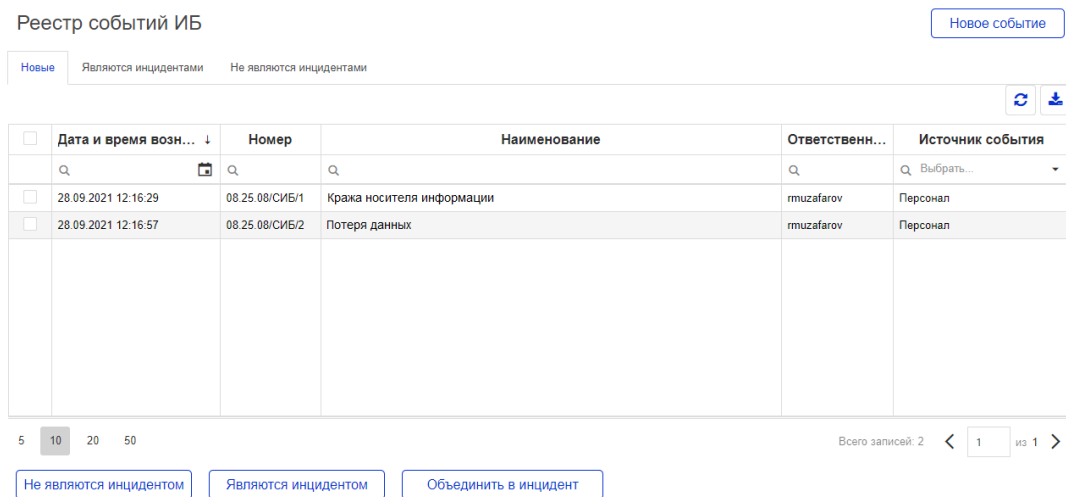 Реестр событий ИБ
Новое событие
Новые Являются инцидентами Не являются инцидентами
Дата и время возн... ↓ Номер Наименование Ответственн... Источник события
Выбрать...
28.09.2021 12:16:29 08.25.08/СИБ/1 Кража носителя информации rmuzafarov Персонал
28.09.2021 12:16:57 08.25.08/СИБ/2 Потеря данных rmuzafarov Персонал
5 10 20 50 Всего записей: 2 1 из 1
Не являются инцидентом Являются инцидентом Объединить в инцидент